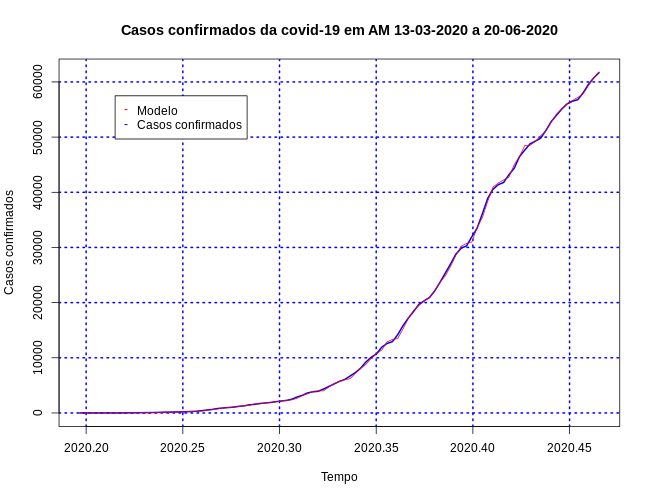 Casos confirmados da covid-19 em AM 13-03-2020 a 20-06-2020
Casos confirmados
60000
50000
40000
30000
20000
10000
0
Modelo
Casos confirmados
2020.20 2020.25 2020.30 2020.35 2020.40 2020.45
Tempo